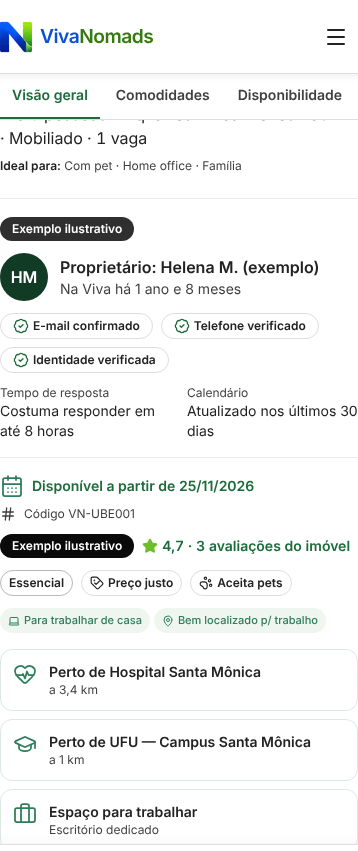 VivaNomads
Visão geral
Comodidades
Disponibilidade
· Mobiliado · 1 vaga
Ideal para: Com pet · Home office · Família
Exemplo ilustrativo
HM
Proprietário: Helena M. (exemplo)
Na Viva há 1 ano e 8 meses
E-mail confirmado
Telefone verificado
Identidade verificada
Tempo de resposta
Costuma responder em
até 8 horas
Calendário
Atualizado nos últimos 30
dias
Disponível a partir de 25/11/2026
Código VN-UBE001
Exemplo ilustrativo
4,7 · 3 avaliações do imóvel
Essencial
Preço justo
Aceita pets
Para trabalhar de casa
Bem localizado p/ trabalho
Perto de Hospital Santa Mônica
a 3,4 km
Perto de UFU — Campus Santa Mônica
a 1 km
Espaço para trabalhar
Escritório dedicado